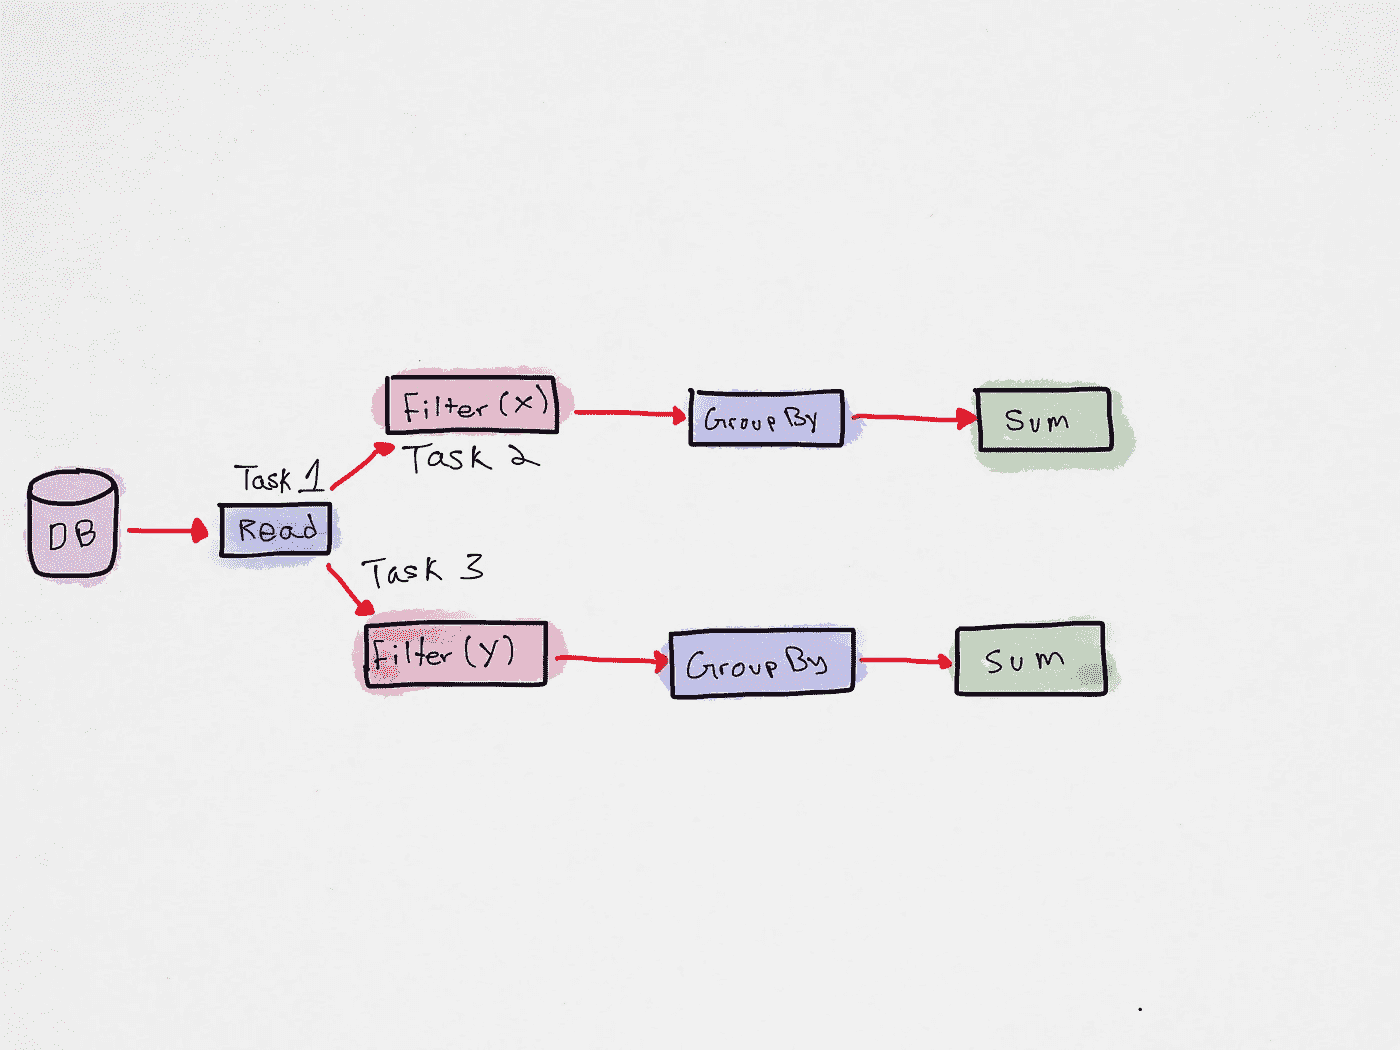 Filter (X)
Group By
Sum
Task 2
Task 1
DB
Read
Task 3
Filter (Y)
Group By
Sum